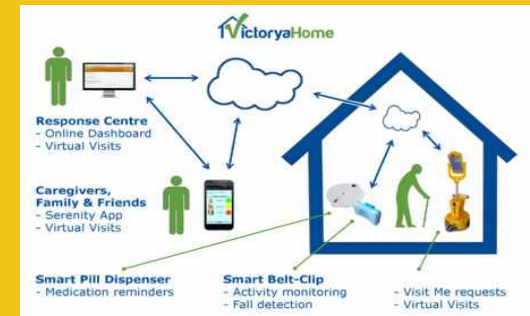 VictoryaHome
Response Centre
- Online Dashboard
- Virtual Visits
Caregivers,
Family & Friends
- Serenity App
- Virtual Visits
Smart Pill Dispenser
- Medication reminders
Smart Belt-Clip
- Activity monitoring
- Fall detection
- Visit Me requests
- Virtual Visits